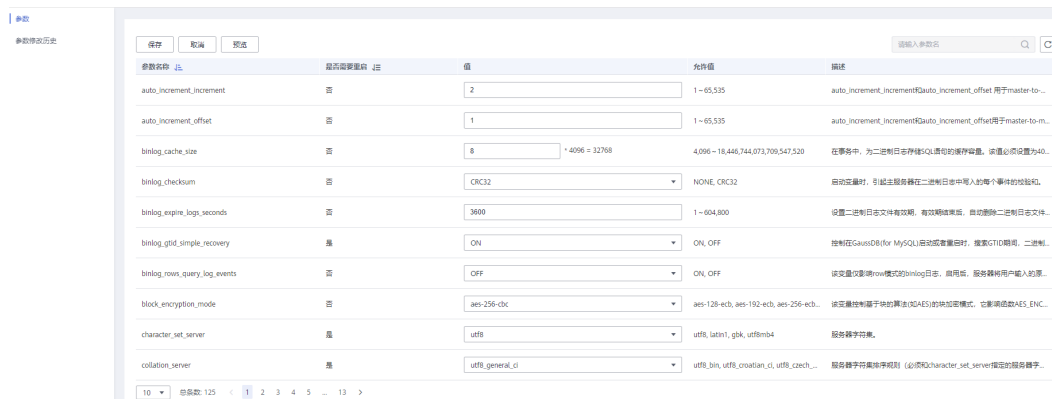 参数
参数修改历史
保存 取消 预览 请输入参数名
参数名称 是否需要重启 值 允许值 描述
auto_increment_increment 否 2 1 ~ 65,535 auto_increment_increment和auto_increment_offset 用于master-to-...
auto_increment_offset 否 1 1 ~ 65,535 auto_increment_increment和auto_increment_offset用于master-to-m...
binlog_cache_size 否 8 * 4096 = 32768 4,096 ~ 18,446,744,073,709,547,520 在事务中，为二进制日志存储SQL语句的缓存容量。该值必须设置为40...
binlog_checksum 否 CRC32 NONE, CRC32 启动变量时，引起主服务器在二进制日志中写入的每个事件的校验和。
binlog_expire_logs_seconds 否 3600 1 ~ 604,800 设置二进制日志文件有效期，有效期结束后，自动删除二进制日志文件...
binlog_gtid_simple_recovery 是 ON ON, OFF 控制在GaussDB(for MySQL)启动或者重启时，搜索GTID期间，二进制...
binlog_rows_query_log_events 否 OFF ON, OFF 该变量仅影响row模式的binlog日志，启用后，服务器将用户输入的原...
block_encryption_mode 否 aes-256-cbc aes-128-ecb, aes-192-ecb, aes-256-ecb... 该变量控制基于块的算法(如AES)的块加密模式，它影响函数AES_ENC...
character_set_server 是 utf8 utf8, latin1, gbk, utf8mb4 服务器字符集。
collation_server 是 utf8_general_ci utf8_bin, utf8_croatian_ci, utf8_czech_... 服务器字符集排序规则（必须和character_set_server指定的服务器字...
10 总条数: 125 < 1 2 3 4 5 ... 13 >